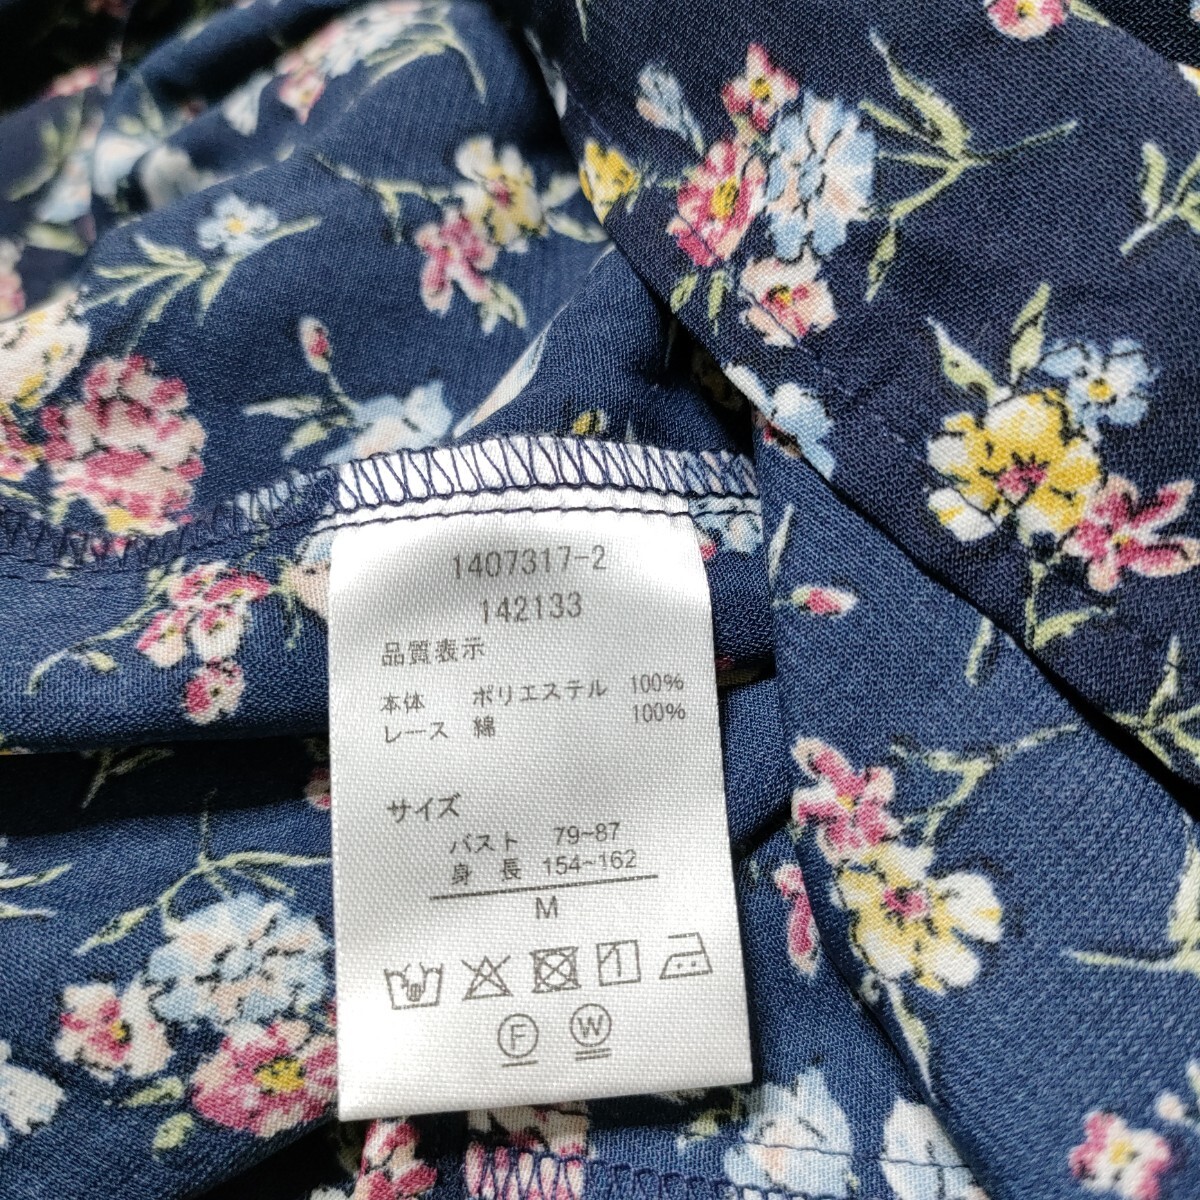 1407317-2
142133
品質表示
本体 ポリエステル 100%
レース 綿 100%
サイズ
バスト 79~87
身 長 154~162
M
F W